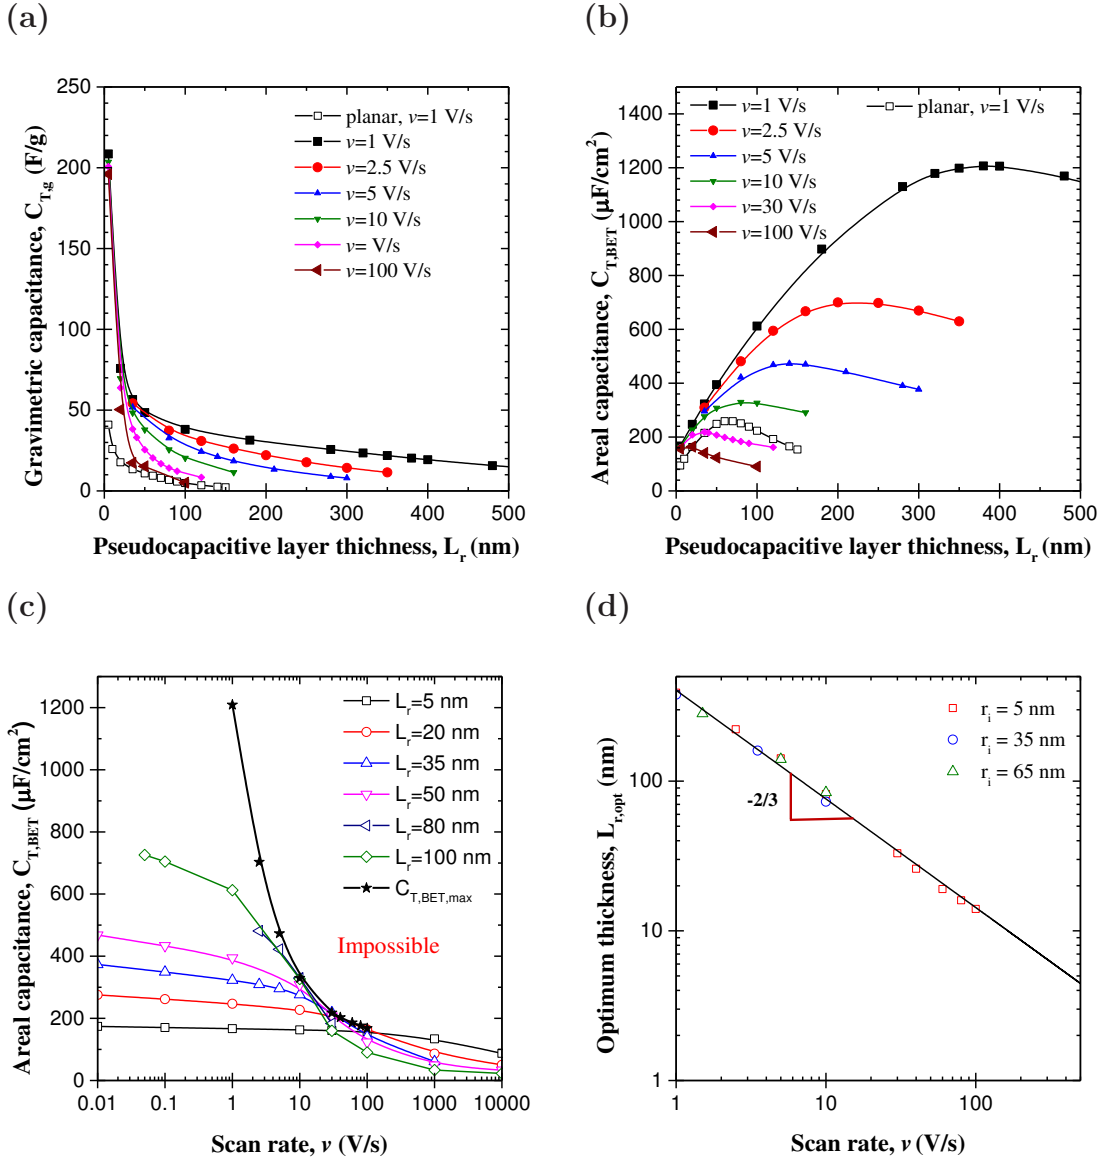 (a)
250
200
150
100
50
0
0
100
200
300
400
500
Gravimetric capacitance, C_T,g (F/g)
Pseudocapacitive layer thichness, L_r (nm)
planar, v=1 V/s
v=1 V/s
v=2.5 V/s
v=5 V/s
v=10 V/s
v= V/s
v=100 V/s
(b)
1400
1200
1000
800
600
400
200
0
0
100
200
300
400
500
Areal capacitance, C_T,BET (μF/cm²)
Pseudocapacitive layer thichness, L_r (nm)
v=1 V/s
v=2.5 V/s
v=5 V/s
v=10 V/s
v=30 V/s
v=100 V/s
planar, v=1 V/s
(c)
1200
1000
800
600
400
200
0
0.01
0.1
1
10
100
1000
10000
Areal capacitance, C_T,BET (μF/cm²)
Scan rate, v (V/s)
L_r=5 nm
L_r=20 nm
L_r=35 nm
L_r=50 nm
L_r=80 nm
L_r=100 nm
C_T,BET,max
Impossible
(d)
100
10
1
1
10
100
Optimum thickness, L_r,opt (nm)
Scan rate, v (V/s)
r_i = 5 nm
r_i = 35 nm
r_i = 65 nm
-2/3